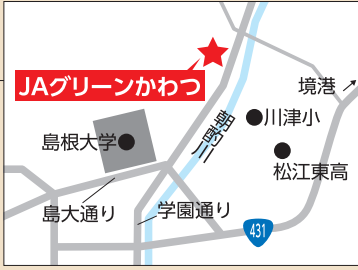 JAグリーンかわつ
境港
川津小
朝酌川
島根大学
松江東高
島大通り
学園通り
431